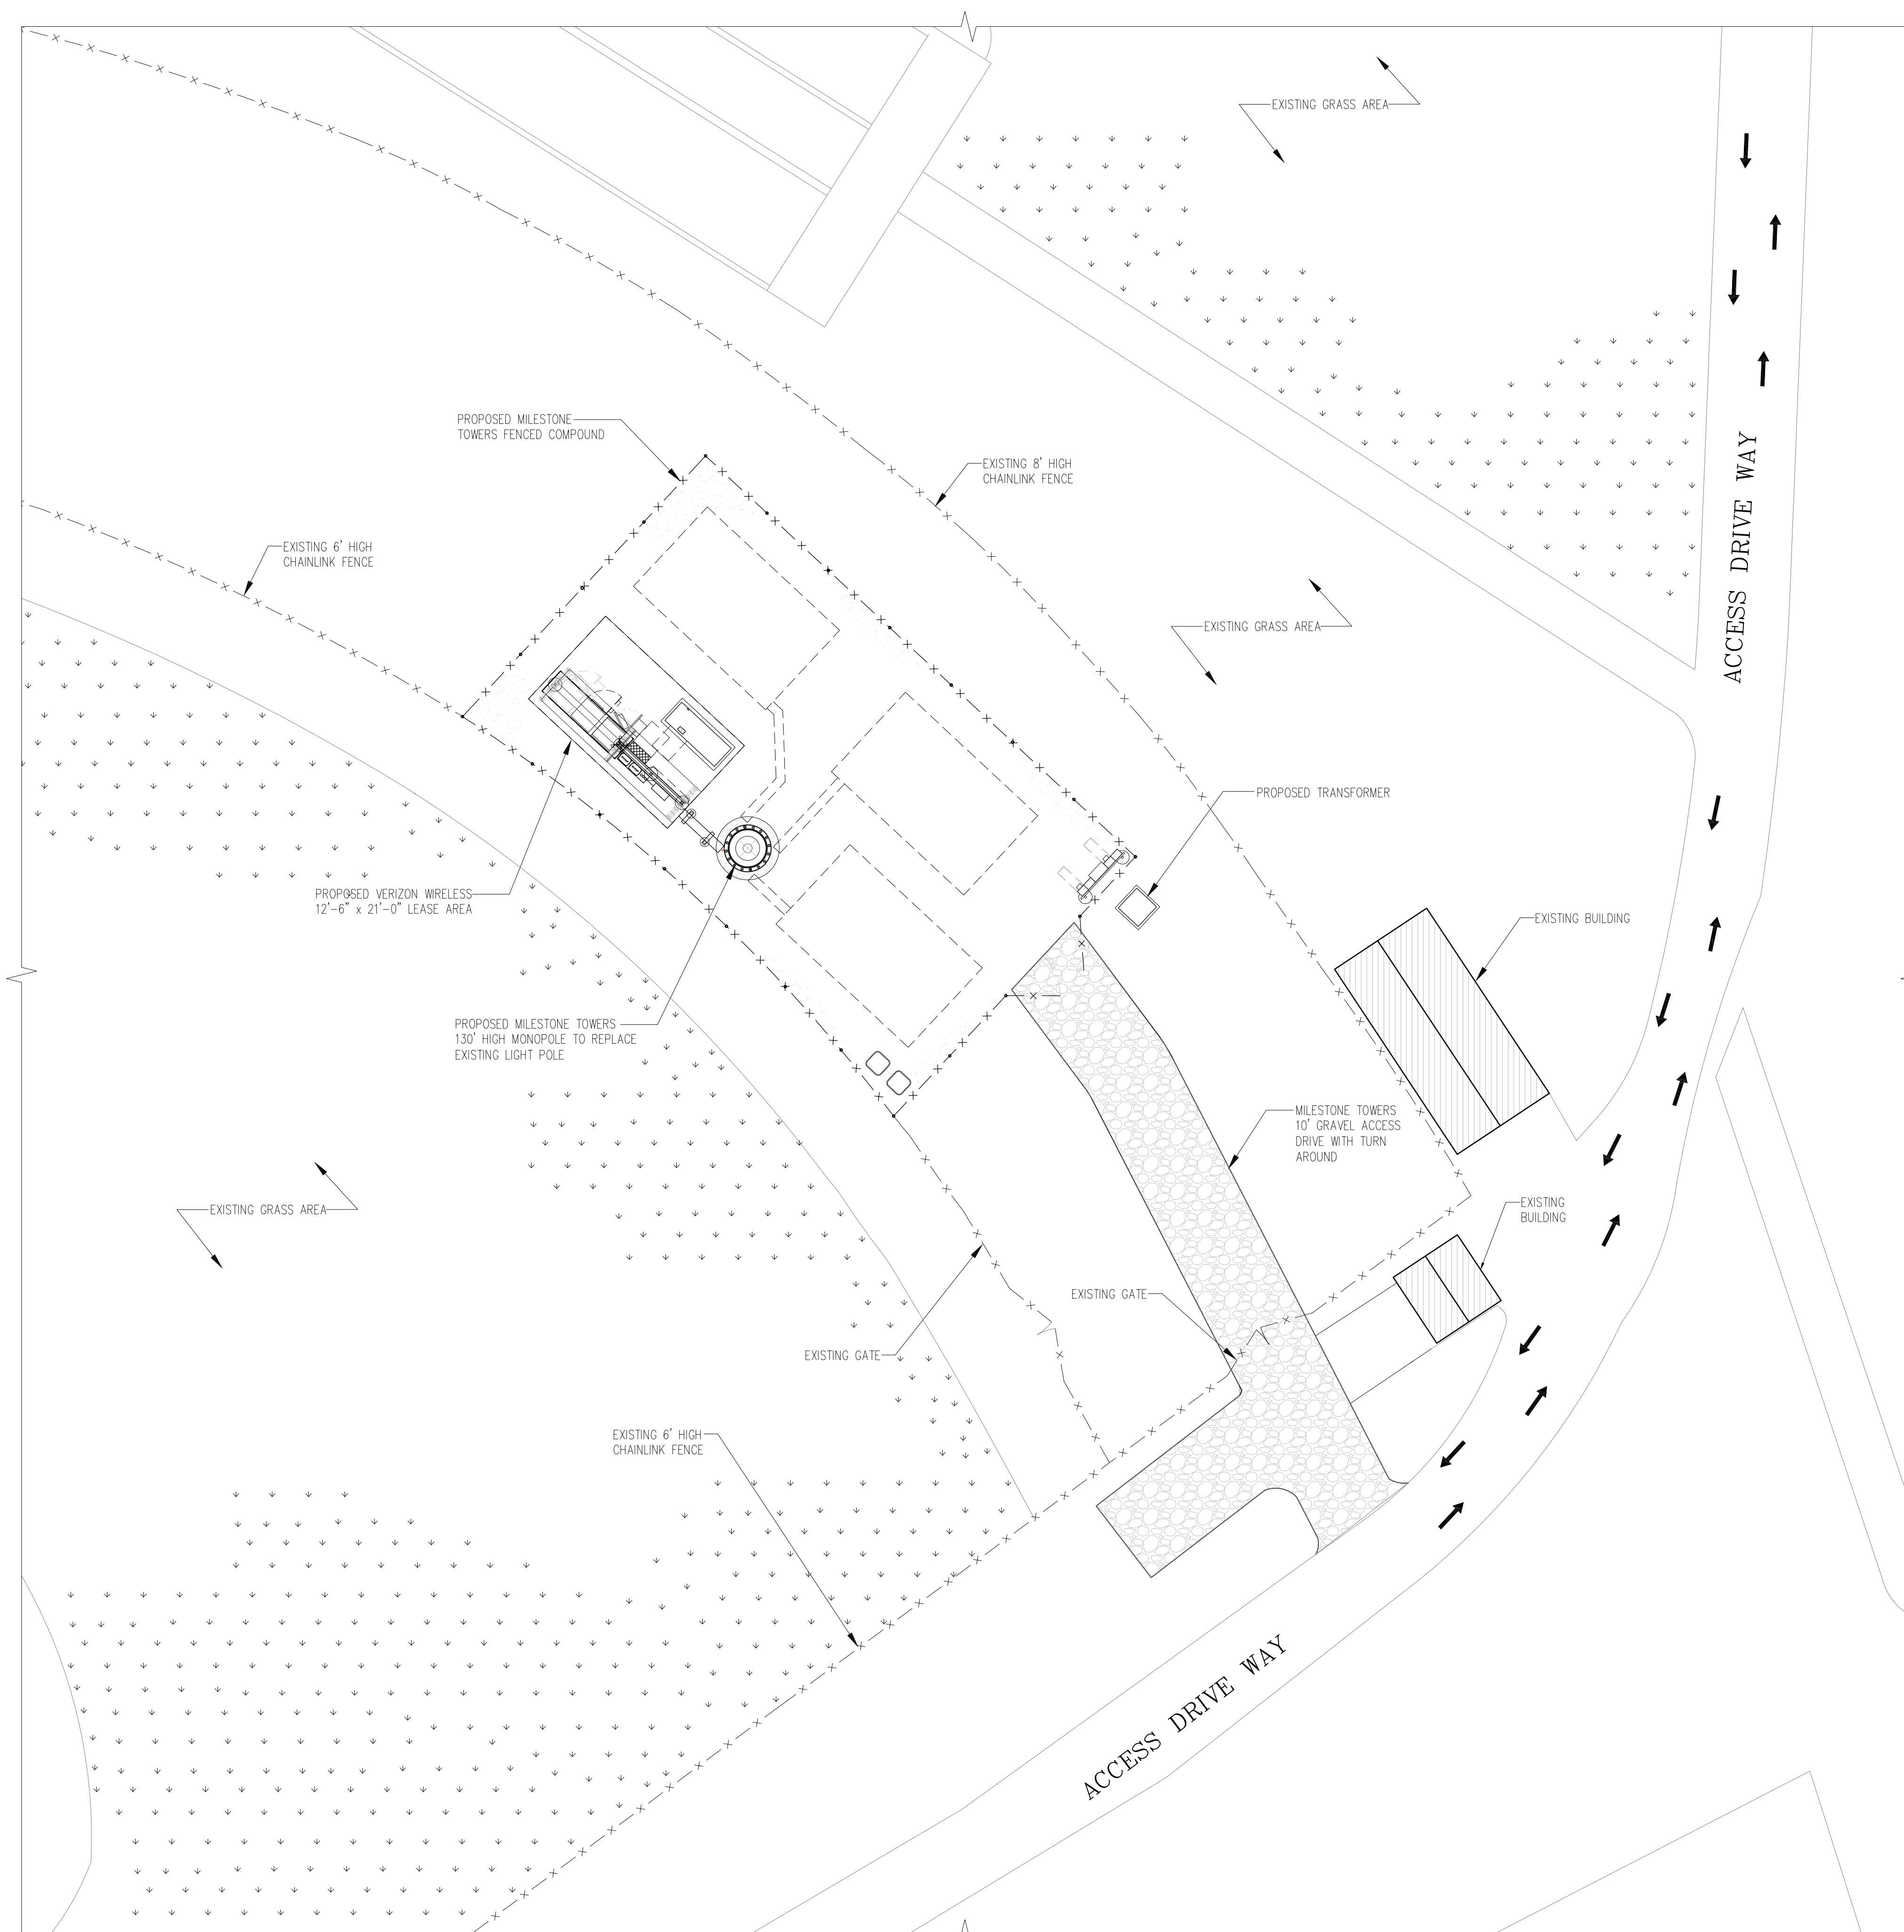 EXISTING GRASS AREA
PROPOSED MILESTONE
TOWERS FENCED COMPOUND
EXISTING 8' HIGH
CHAINLINK FENCE
ACCESS DRIVE WAY
EXISTING 6' HIGH
CHAINLINK FENCE
EXISTING GRASS AREA
PROPOSED TRANSFORMER
PROPOSED VERIZON WIRELESS
12'-6" x 21'-0" LEASE AREA
EXISTING BUILDING
PROPOSED MILESTONE TOWERS
130' HIGH MONOPOLE TO REPLACE
EXISTING LIGHT POLE
MILESTONE TOWERS
10' GRAVEL ACCESS
DRIVE WITH TURN
AROUND
EXISTING GRASS AREA
EXISTING
BUILDING
EXISTING GATE
EXISTING GATE
EXISTING 6' HIGH
CHAINLINK FENCE
ACCESS DRIVE WAY